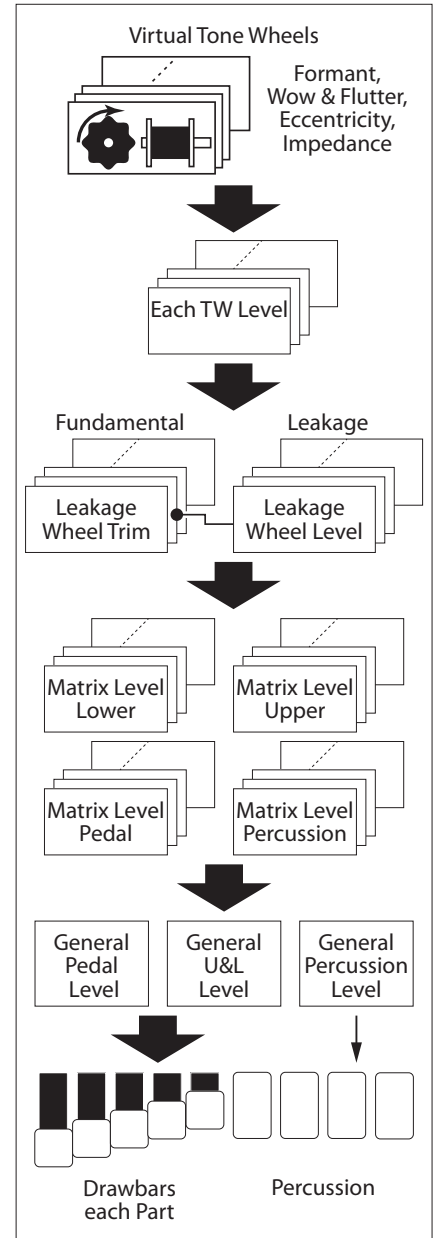 Virtual Tone Wheels
Formant,
Wow & Flutter,
Eccentricity,
Impedance
Each TW Level
Fundamental
Leakage
Leakage
Wheel Trim
Leakage
Wheel Level
Matrix Level
Lower
Matrix Level
Upper
Matrix Level
Pedal
Matrix Level
Percussion
General
Pedal
Level
General
U&L
Level
General
Percussion
Level
Drawbars
each Part
Percussion